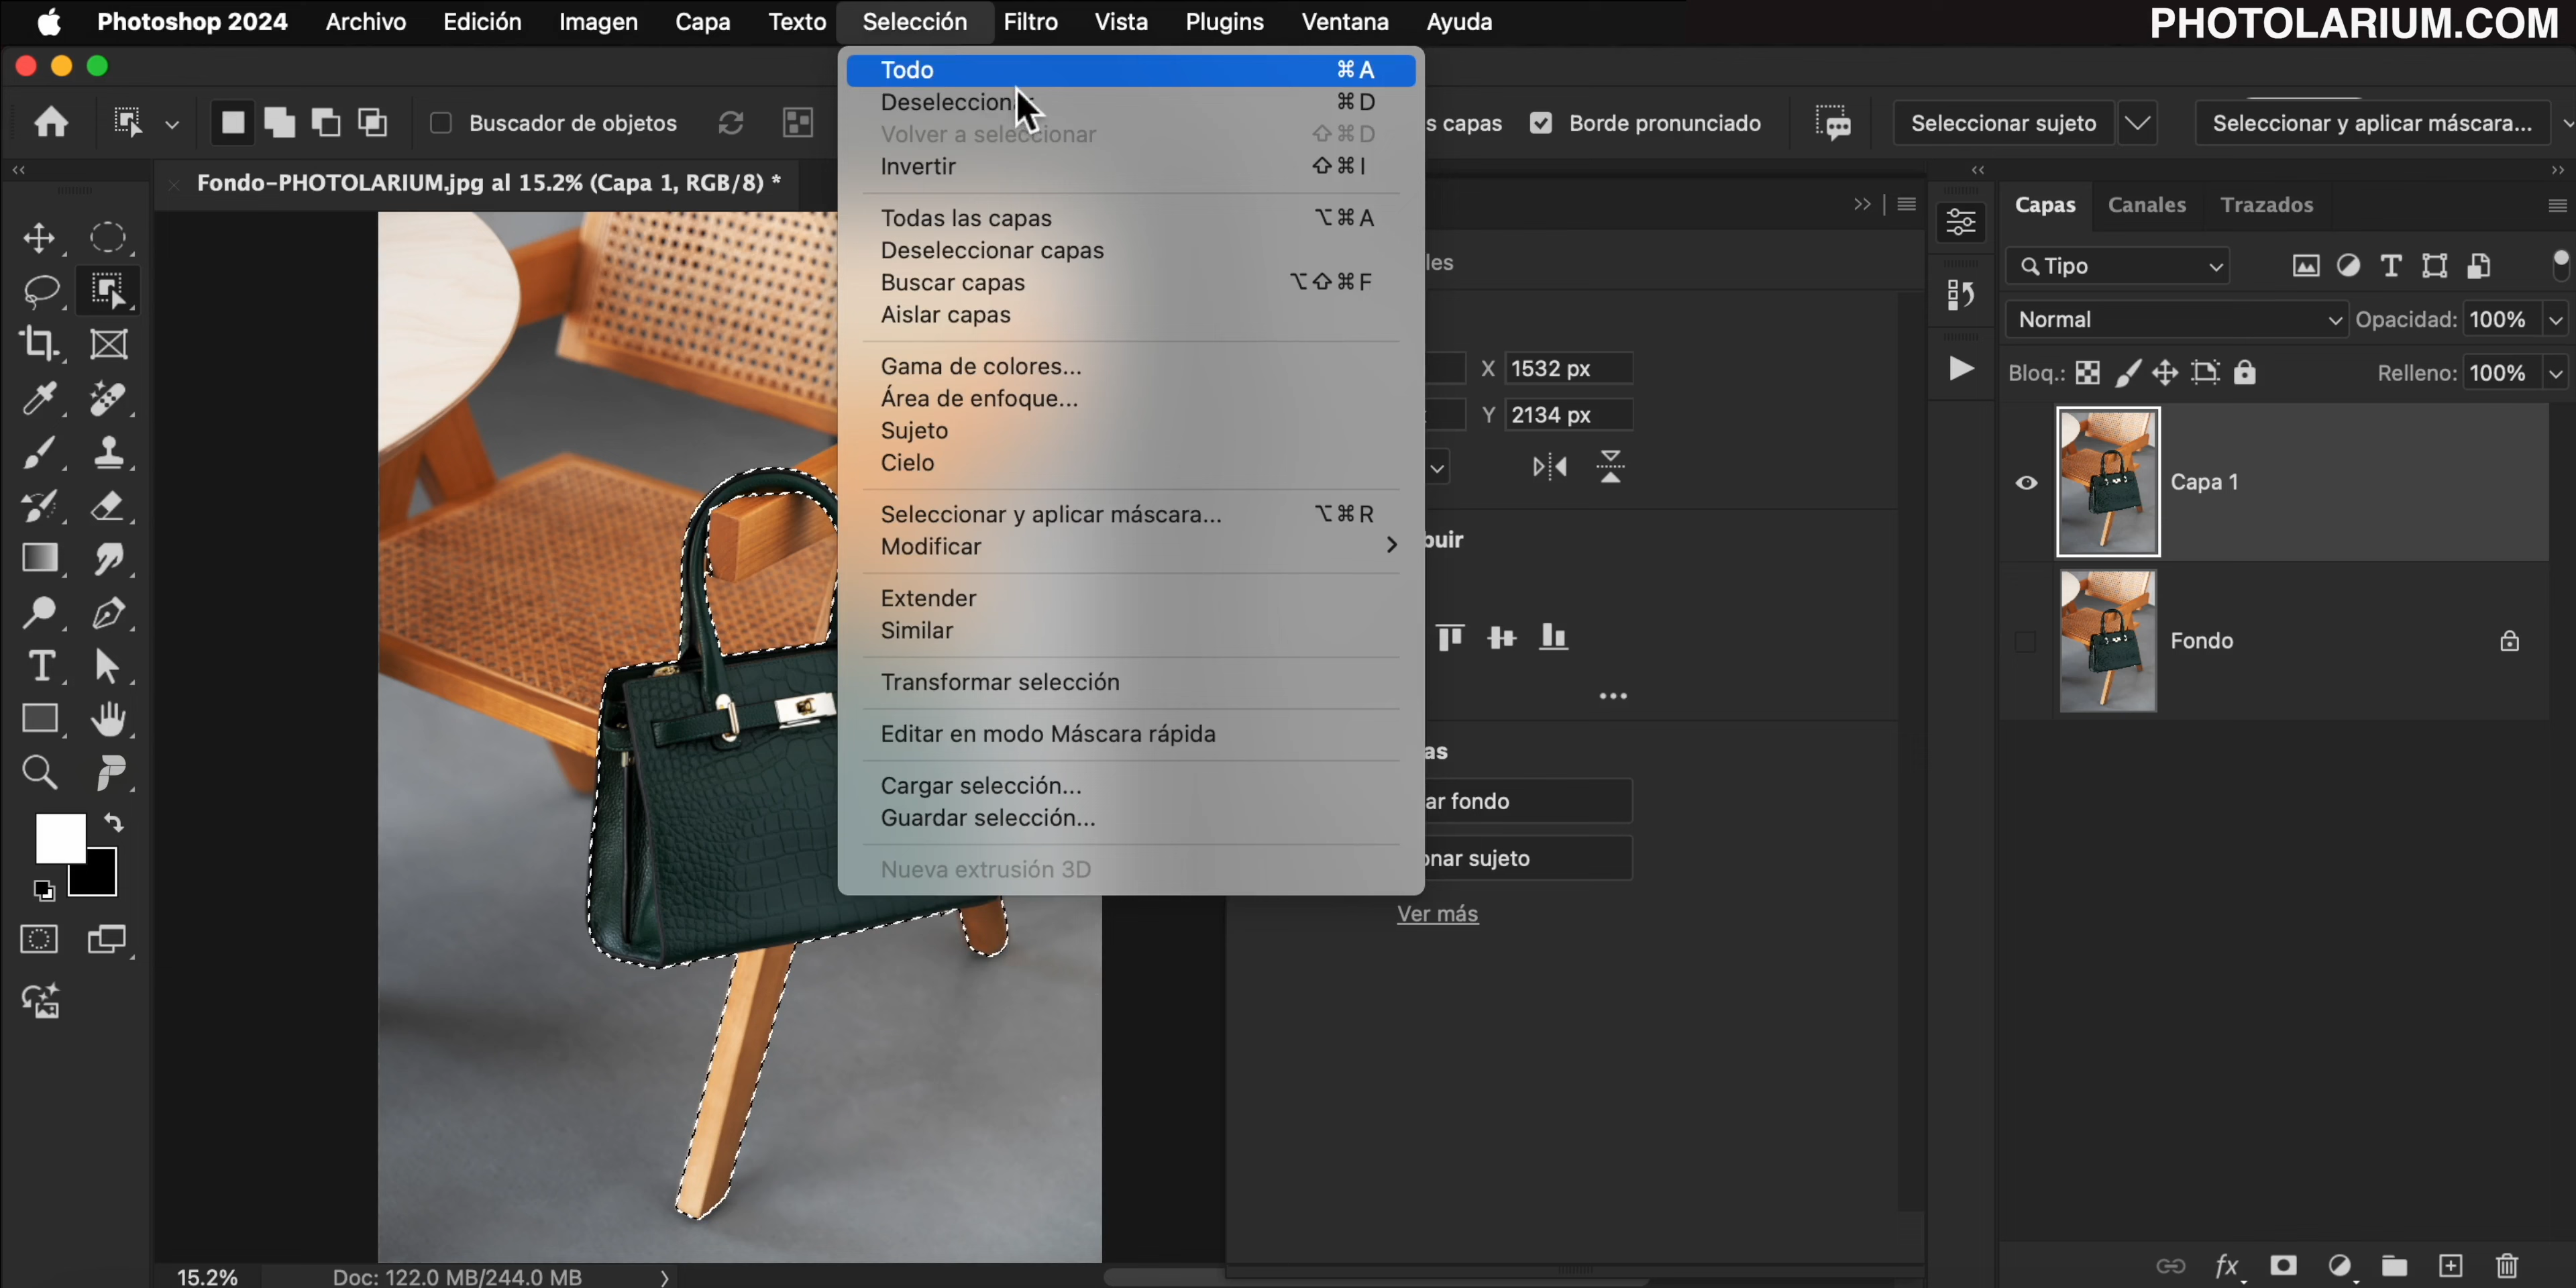 Photoshop 2024 Archivo Edición Imagen Capa Texto Selección Filtro Vista Plugins Ventana Ayuda
PHOTOLARIUM.COM
Buscador de objetos
s capas
Borde pronunciado
Seleccionar sujeto
Seleccionar y aplicar máscara...
Fondo-PHOTOLARIUM.jpg al 15.2% (Capa 1, RGB/8) *
Todo ⌘A
Deseleccionar ⌘D
Volver a seleccionar ⇧⌘D
Invertir ⇧⌘I
Todas las capas ⌥⌘A
Deseleccionar capas
Buscar capas ⌥⇧⌘F
Aislar capas
Gama de colores...
Área de enfoque...
Sujeto
Cielo
Seleccionar y aplicar máscara... ⌥⌘R
Modificar
Extender
Similar
Transformar selección
Editar en modo Máscara rápida
Cargar selección...
Guardar selección...
Nueva extrusión 3D
les
X 1532 px
Y 2134 px
buir
as
ar fondo
onar sujeto
Ver más
Capas Canales Trazados
Tipo
Normal Opacidad: 100%
Bloq.: Relleno: 100%
Capa 1
Fondo
fx
15.2% Doc: 122.0 MB/244.0 MB